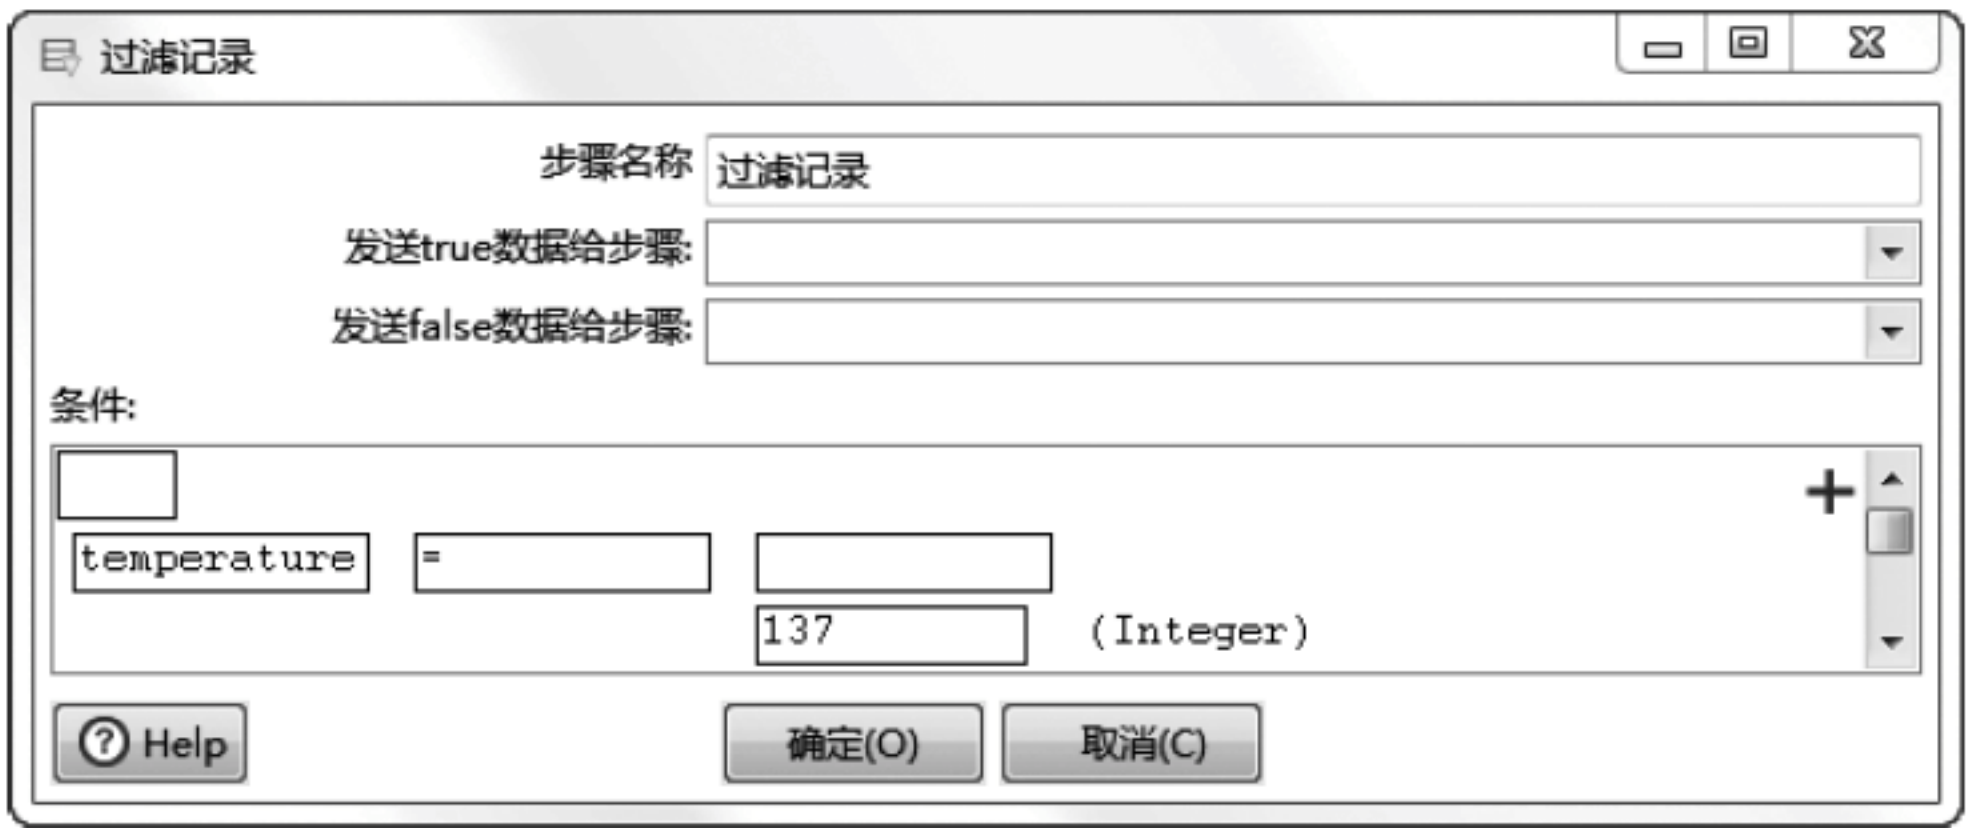 过滤记录
步骤名称 过滤记录
发送true数据给步骤:
发送false数据给步骤:
条件:
temperature =
137 (Integer)
Help 确定(O) 取消(C)